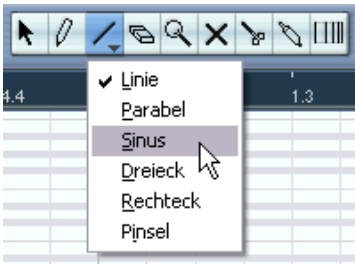 4.4 1.3
Linie
Parabel
Sinus
Dreieck
Rechteck
Pinsel